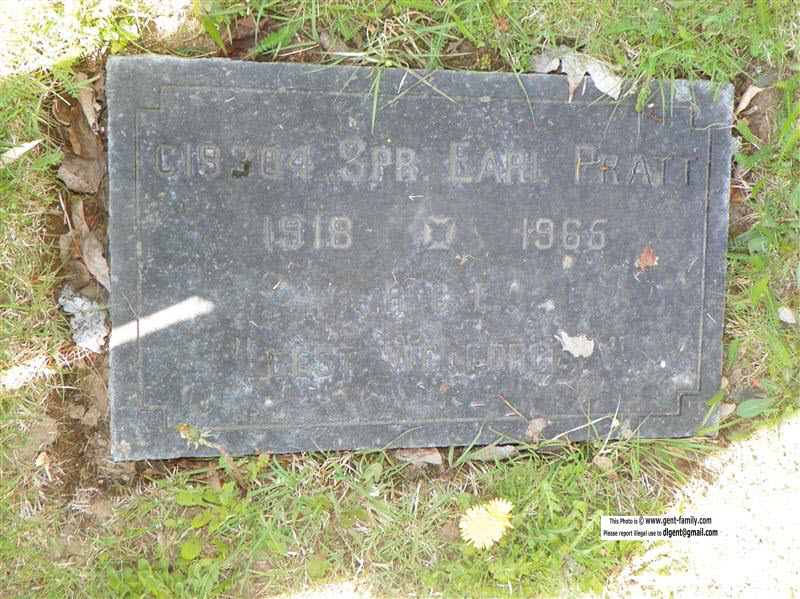 C19304 SPR. EARL PRATT
1918 1965
R.C.E.
"LEST WE FORGET"
This Photo is © www.gent-family.com
Please report illegal use to dlgent@gmail.com